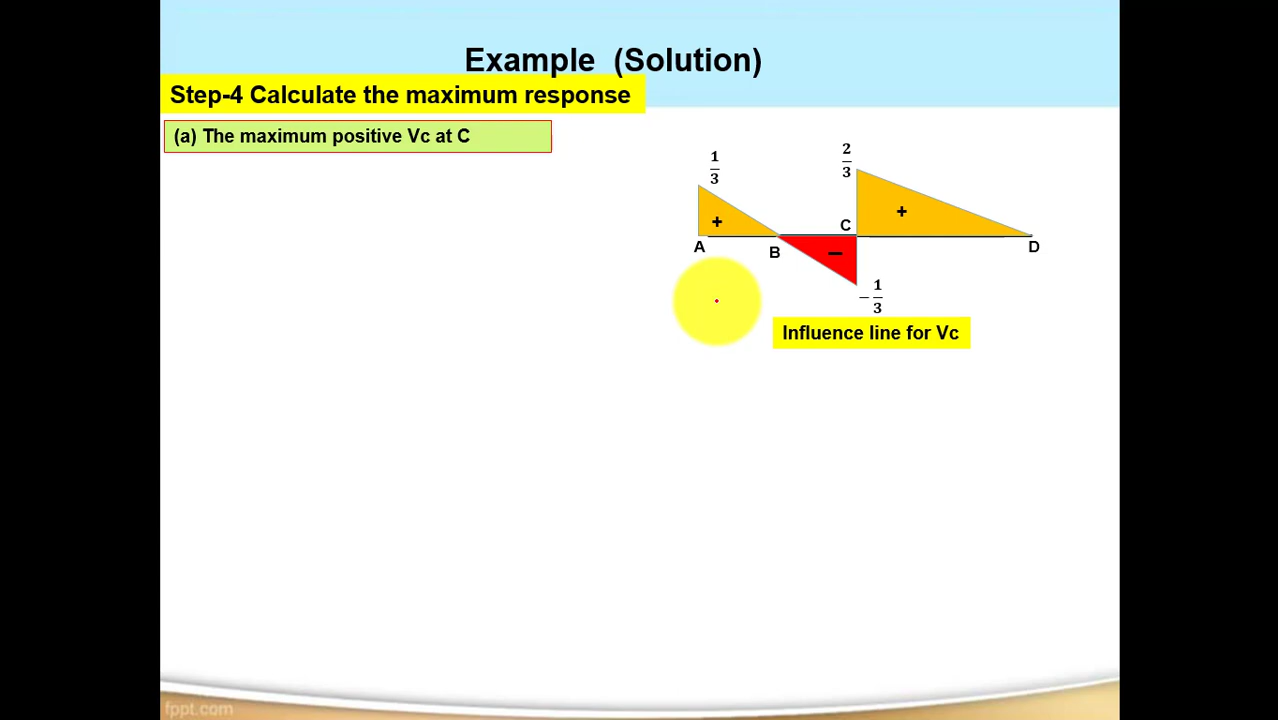 Example (Solution)
Step-4 Calculate the maximum response
(a) The maximum positive Vc at C
1/3
2/3
+
+
C
A
B
−
D
−1/3
Influence line for Vc
fppt.com